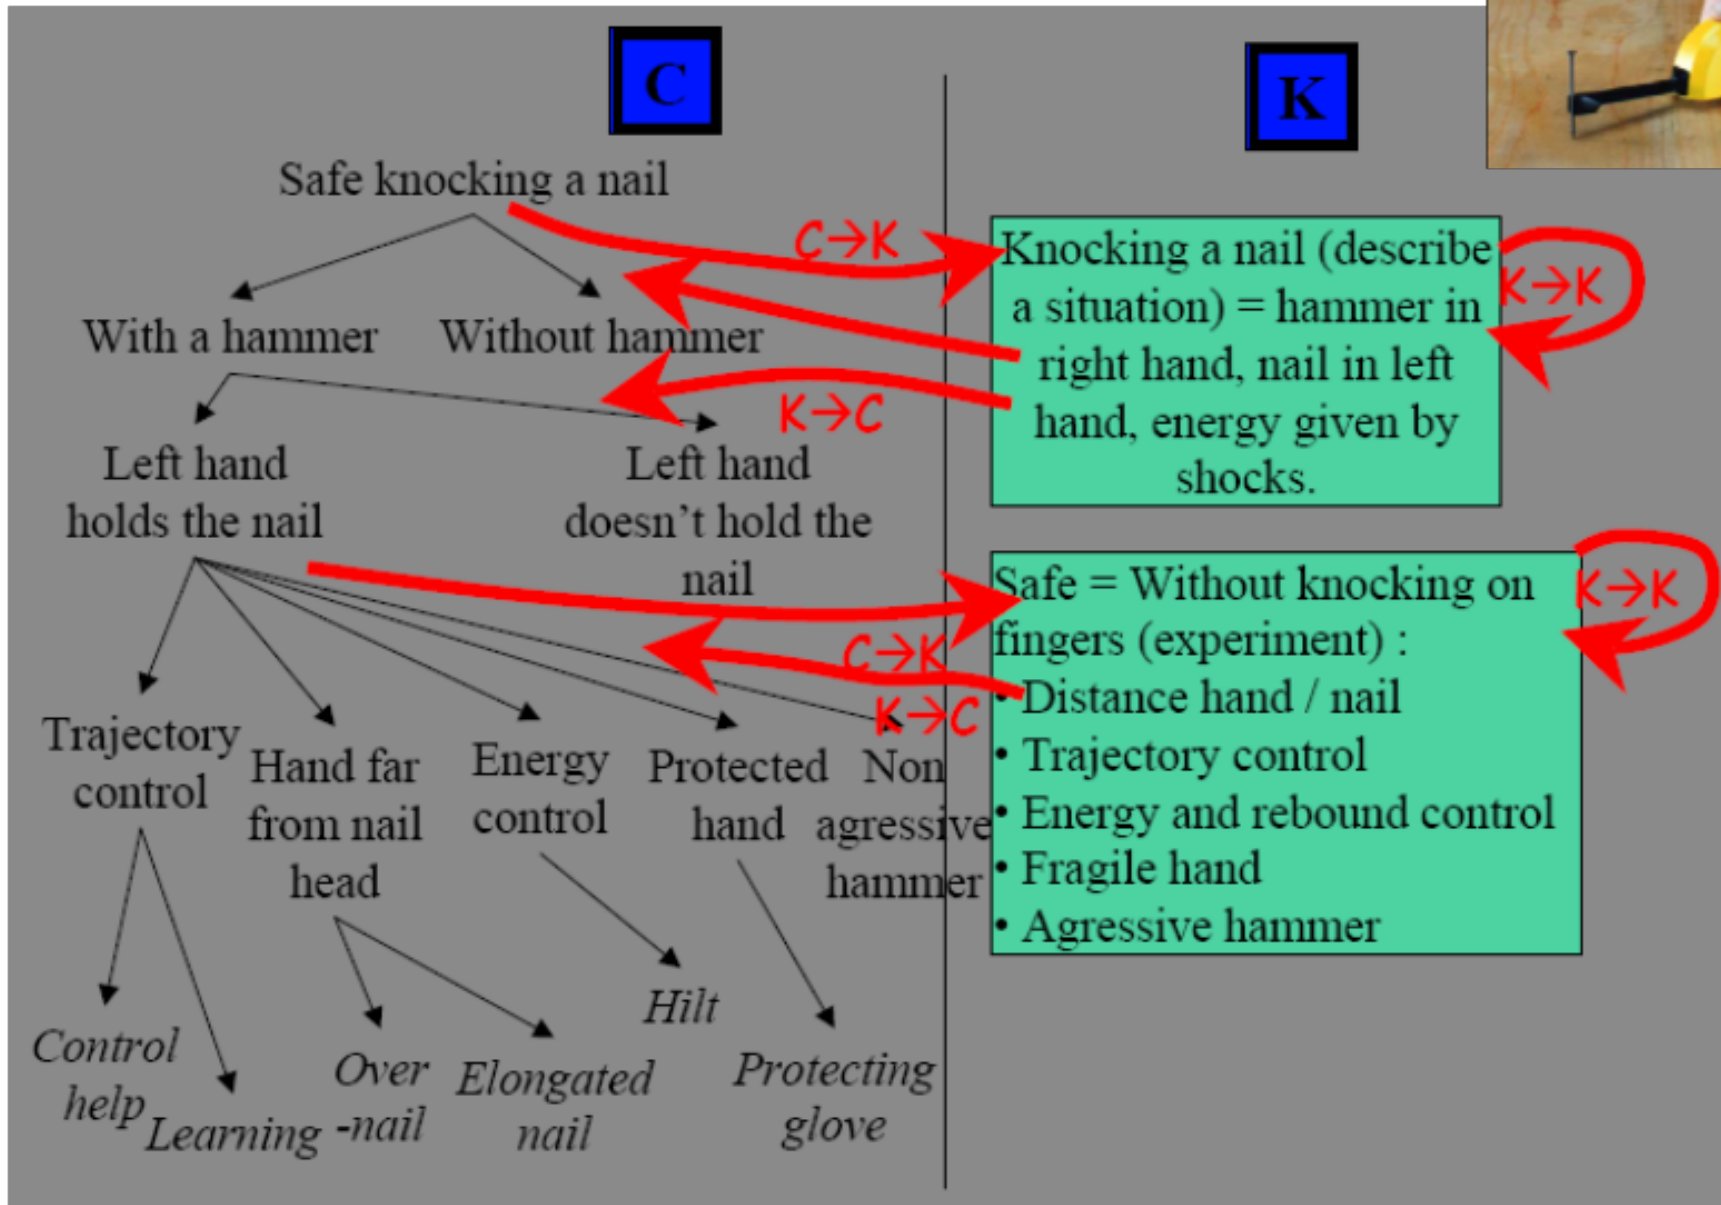 C
K
Safe knocking a nail
C→K
Knocking a nail (describe
a situation) = hammer in
right hand, nail in left
hand, energy given by
shocks.
K→K
With a hammer
Without hammer
K→C
Left hand
holds the nail
Left hand
doesn't hold the
nail
Safe = Without knocking on
fingers (experiment) :
• Distance hand / nail
• Trajectory control
• Energy and rebound control
• Fragile hand
• Agressive hammer
K→K
C→K
K→C
Trajectory
control
Hand far
from nail
head
Energy
control
Protected
hand
Non
agressive
hammer
Control
help
Learning
Over
-nail
Elongated
nail
Hilt
Protecting
glove